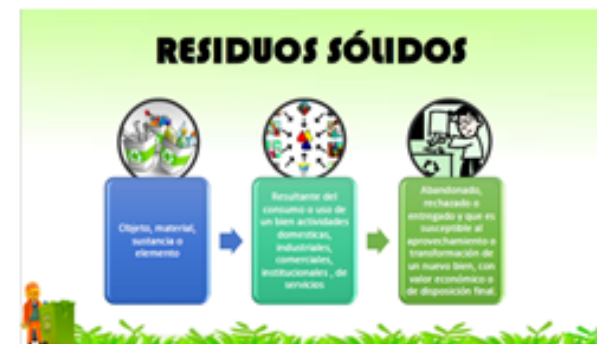 RESIDUOS SÓLIDOS
Objeto, material,
sustancia o
elemento
Resultante del
consumo o uso de
un bien actividades
domesticas,
industriales,
comerciales,
institucionales , de
servicios
Abandonado,
rechazado o
entregado y que es
susceptible al
aprovechamiento o
transformación de
un nuevo bien, con
valor económico o
de disposición final.